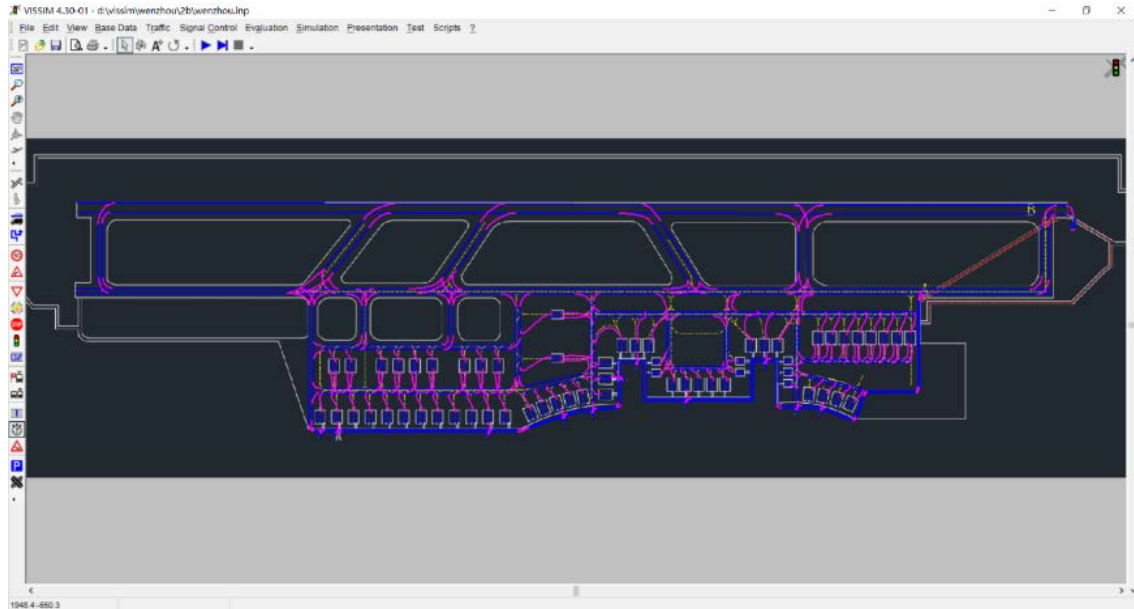 VISSIM 4.30-01 - d:\vissim\wenzhou\2b\wenzhou.inp
File Edit View Base Data Traffic Signal Control Evaluation Simulation Presentation Test Scripts ?
B
A
P
1948.4:-650.3